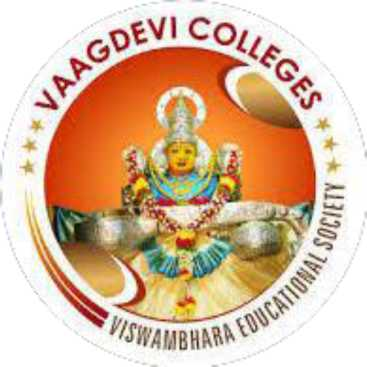 VAAGDEVI COLLEGES
VISWAMBHARA EDUCATIONAL SOCIETY